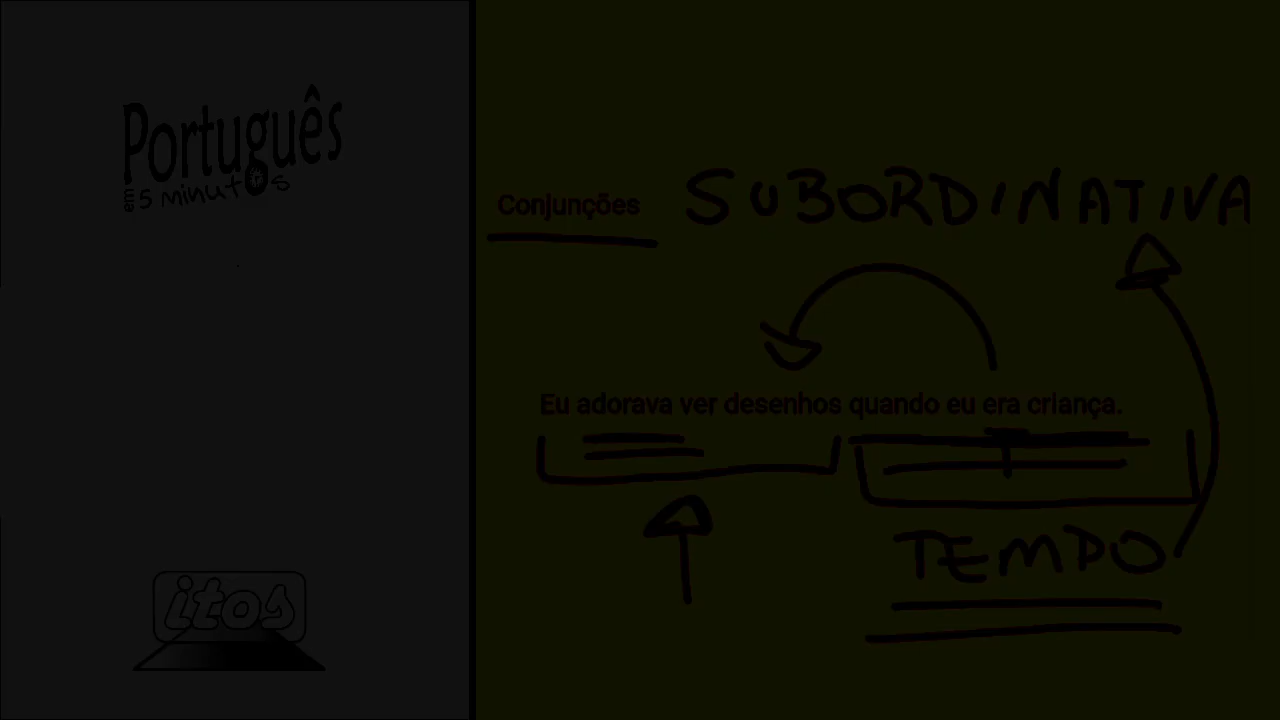 Português
em 5 minutos
Conjunções SUBORDINATIVA
Eu adorava ver desenhos quando eu era criança.
TEMPO
itos